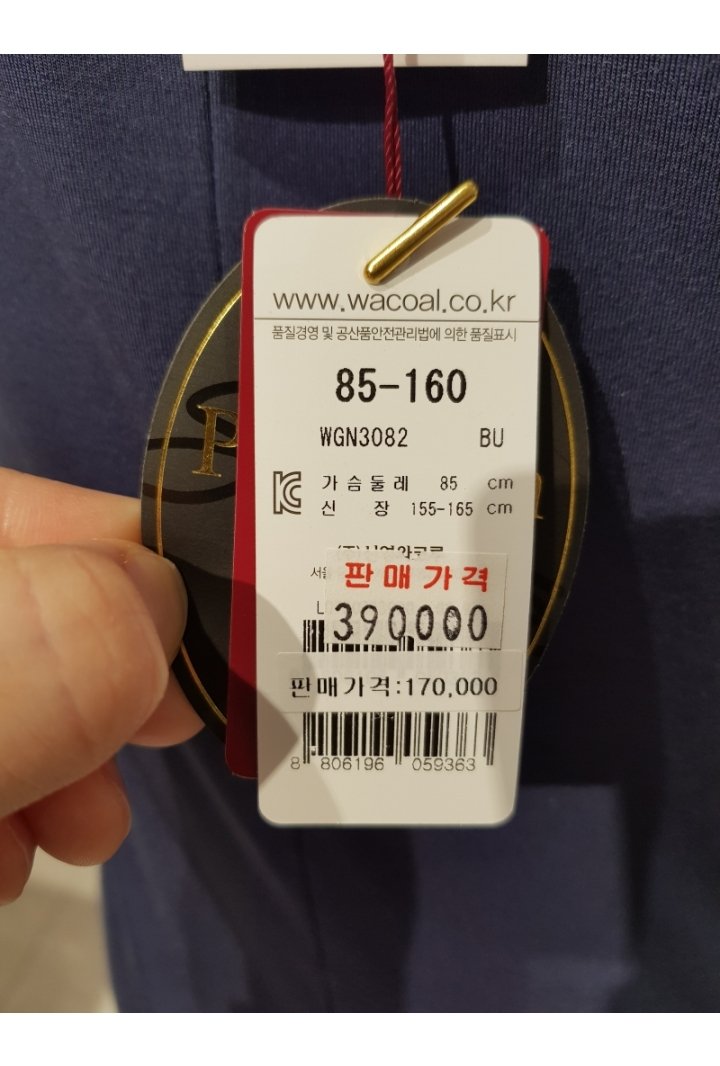 www.wacoal.co.kr
품질경영 및 공산품안전관리법에 의한 품질표시
85-160
WGN3082 BU
가슴둘레 85 cm
신 장 155-165 cm
판매가격
390000
판매가격:170,000
8 806196 059363